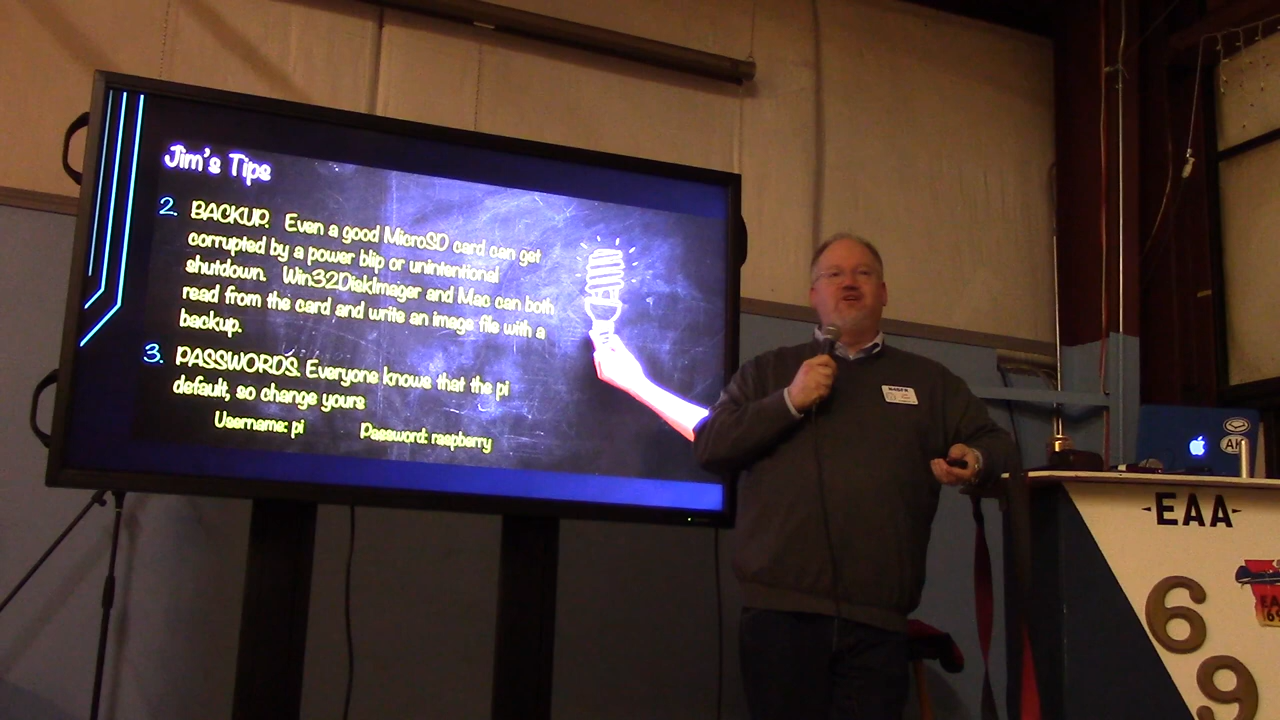 Jim's Tips
2. BACKUP. Even a good MicroSD card can get
corrupted by a power blip or unintentional
shutdown. Win32DiskImager and Mac can both
read from the card and write an image file with a
backup.
3. PASSWORDS. Everyone knows that the pi
default, so change yours
Username: pi Password: raspberry
AK
EAA
6
9